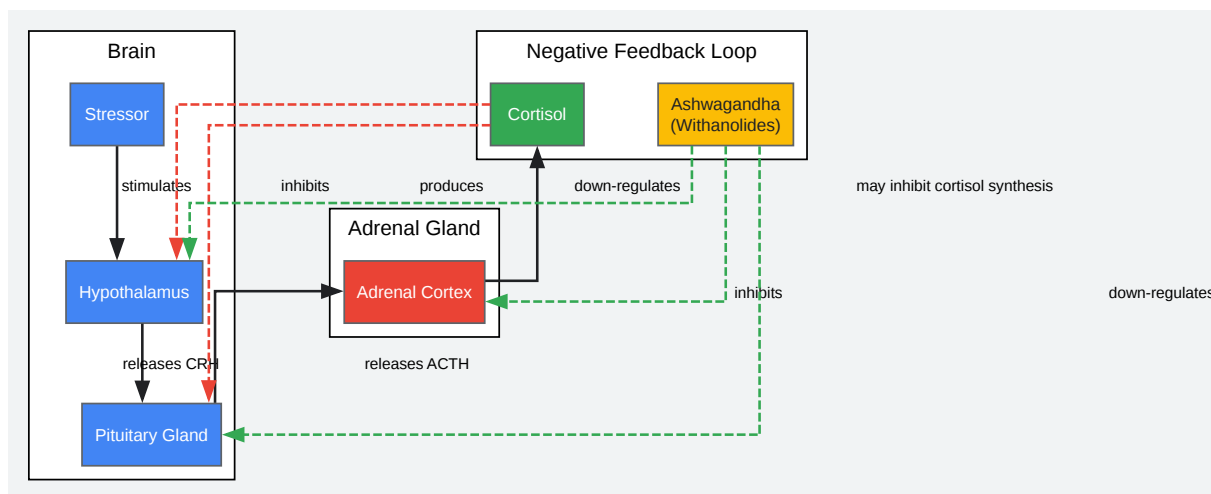 Brain
Negative Feedback Loop
Stressor
Cortisol
Ashwagandha
(Withanolides)
stimulates
inhibits
produces
down-regulates
may inhibit cortisol synthesis
Adrenal Gland
Hypothalamus
Adrenal Cortex
inhibits
down-regulates
releases CRH
releases ACTH
Pituitary Gland